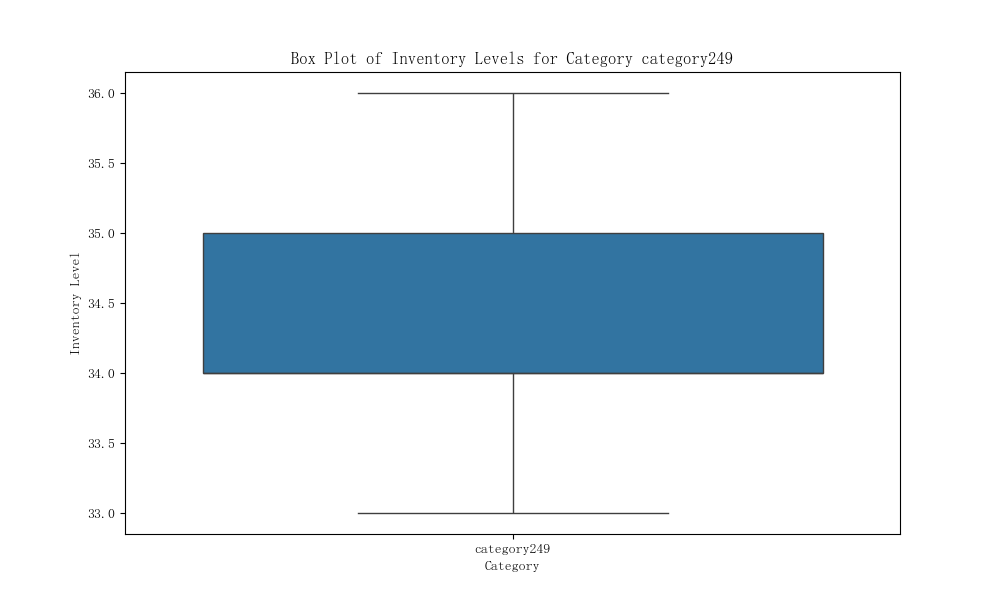 Box Plot of Inventory Levels for Category category249
36.0
35.5
35.0
34.5
34.0
33.5
33.0
Inventory Level
category249
Category